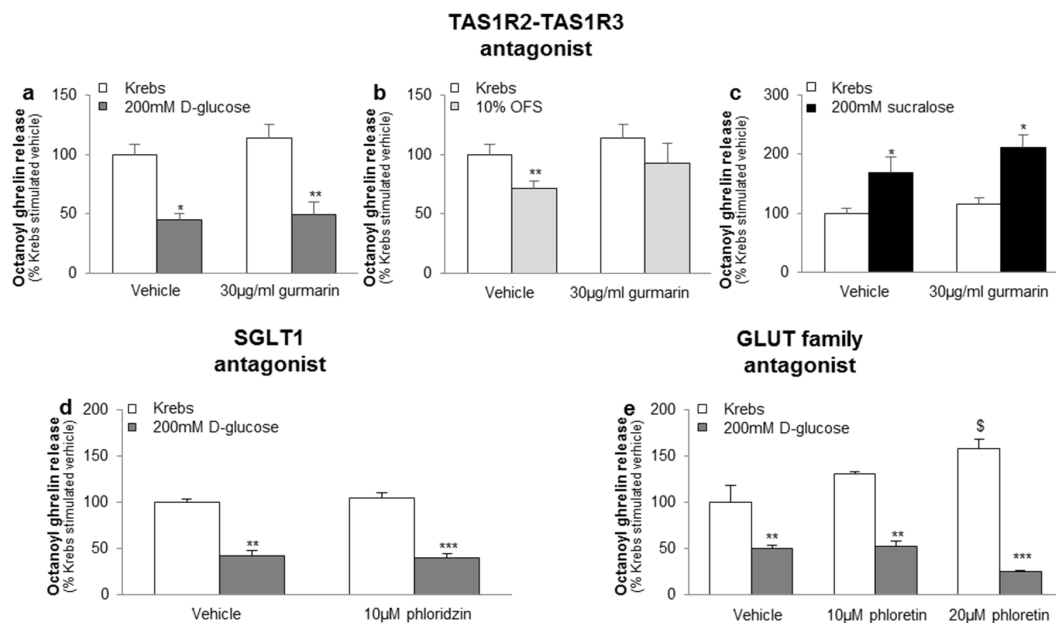 TAS1R2-TAS1R3
antagonist
a
Krebs
200mM D-glucose
Octanoyl ghrelin release
(% Krebs stimulated vehicle)
150
100
50
0
*
**
Vehicle
30µg/ml gurmarin
b
Krebs
10% OFS
Octanoyl ghrelin release
(% Krebs stimulated vehicle)
150
100
50
0
**
Vehicle
30µg/ml gurmarin
c
Krebs
200mM sucralose
Octanoyl ghrelin release
(% Krebs stimulated vehicle)
300
200
100
0
*
*
Vehicle
30µg/ml gurmarin
SGLT1
antagonist
d
Krebs
200mM D-glucose
Octanoyl ghrelin release
(% Krebs stimulated verhicle)
200
150
100
50
0
**
***
Vehicle
10µM phloridzin
GLUT family
antagonist
e
Krebs
200mM D-glucose
Octanoyl ghrelin release
(% Krebs stimulated vehicle)
200
150
100
50
0
**
**
$
***
Vehicle
10µM phloretin
20µM phloretin